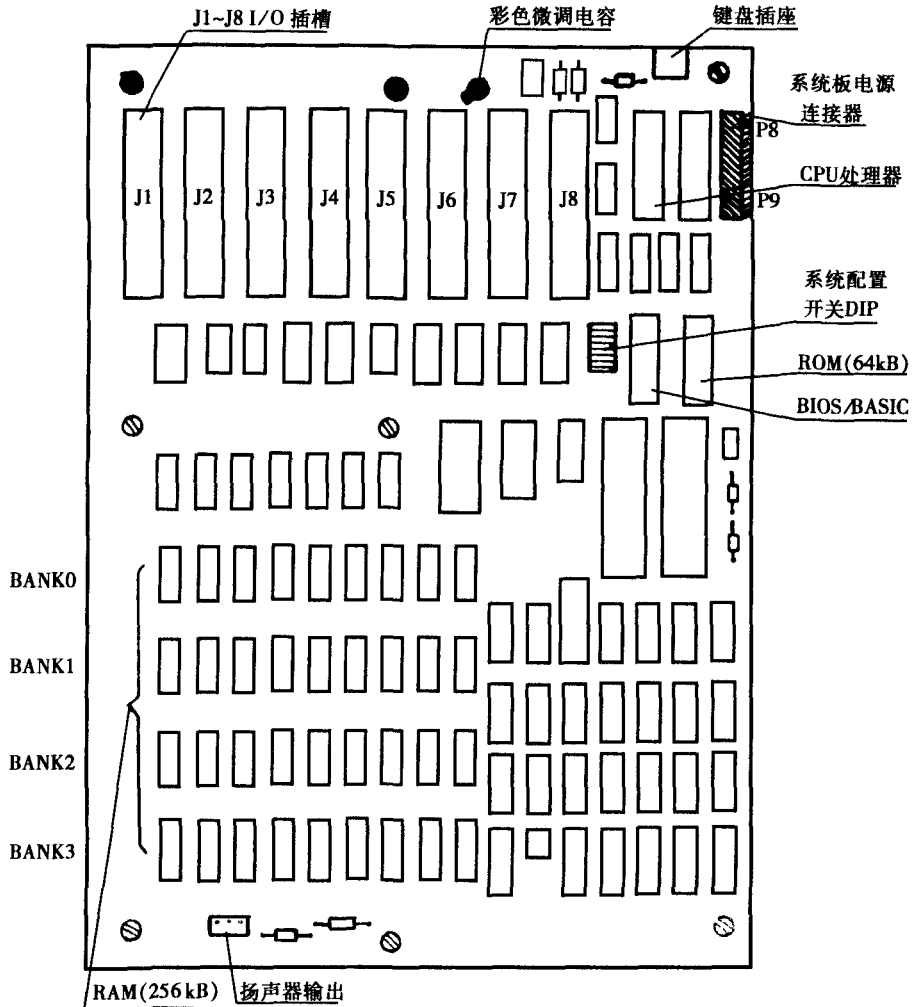 J1~J8 I/O 插槽
彩色微调电容
键盘插座
系统板电源
连接器
P8
CPU处理器
P9
J1 J2 J3 J4 J5 J6 J7 J8
系统配置
开关DIP
ROM(64kB)
BIOS/BASIC
BANK0
BANK1
BANK2
BANK3
RAM(256kB) 扬声器输出